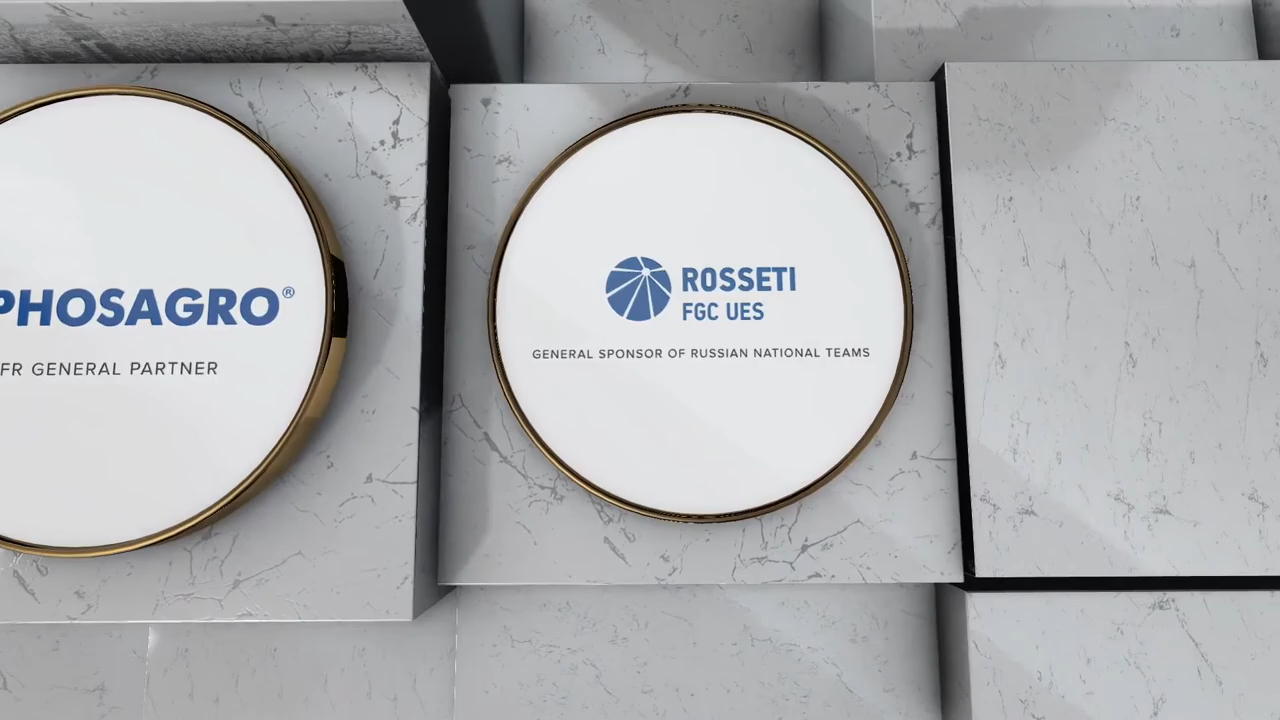 PHOSAGRO®
FR GENERAL PARTNER
ROSSETI
FGC UES
GENERAL SPONSOR OF RUSSIAN NATIONAL TEAMS